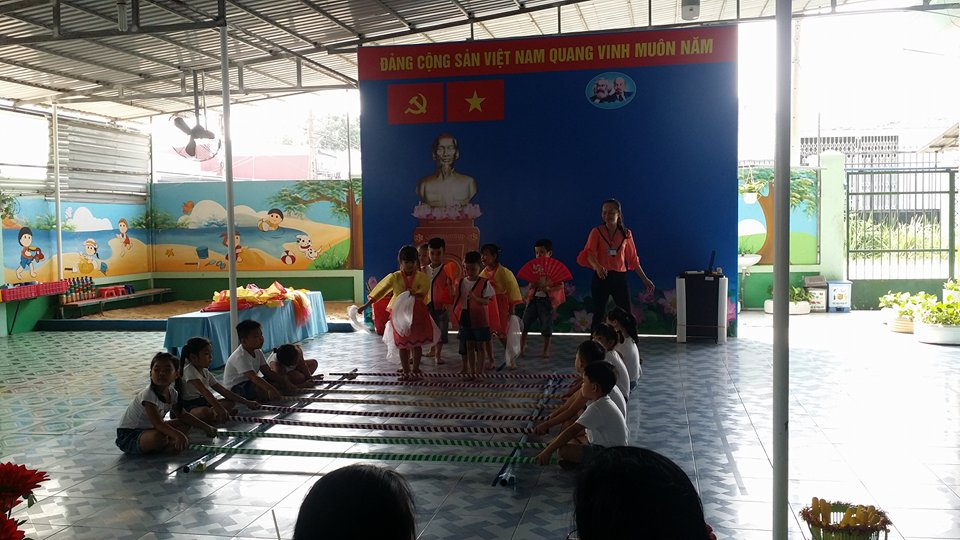 ĐẢNG CỘNG SẢN VIỆT NAM QUANG VINH MUÔN NĂM